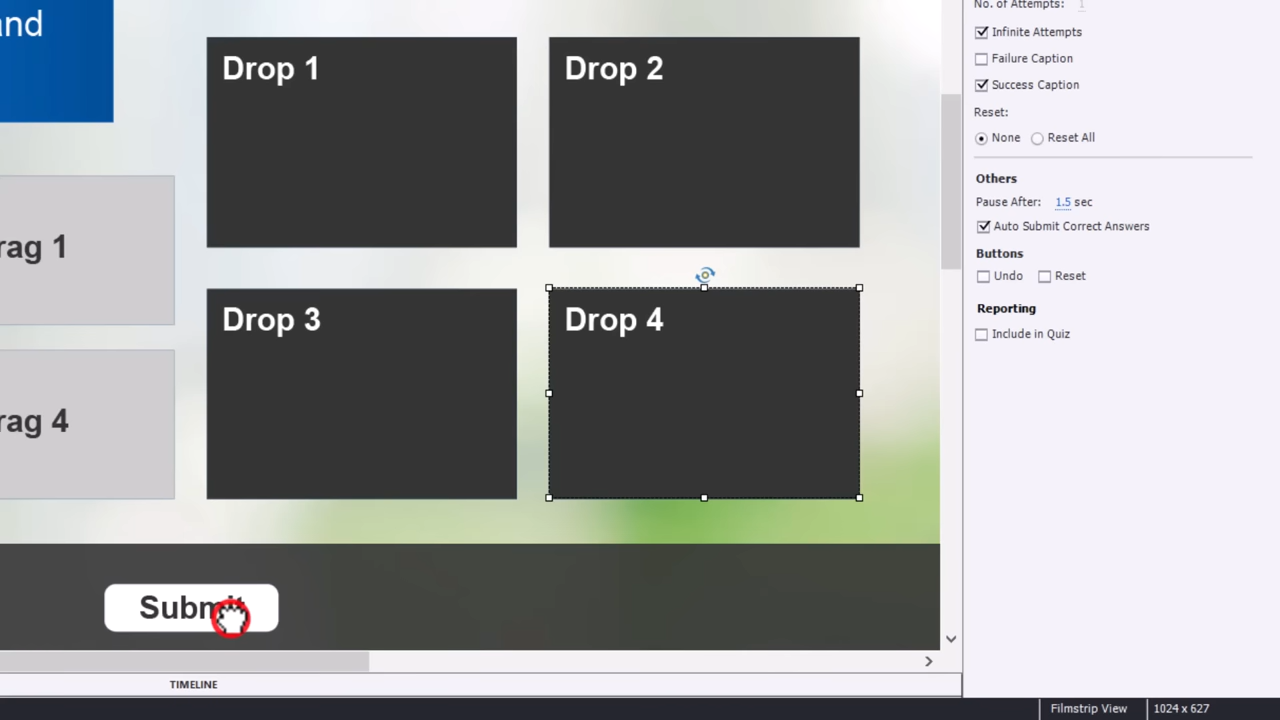 and
Drop 1
Drop 2
rag 1
Drop 3
Drop 4
rag 4
Submit
TIMELINE
No. of Attempts: 1
Infinite Attempts
Failure Caption
Success Caption
Reset:
None Reset All
Others
Pause After: 1.5 sec
Auto Submit Correct Answers
Buttons
Undo Reset
Reporting
Include in Quiz
Filmstrip View 1024 x 627